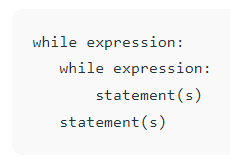 while expression:
   while expression:
       statement(s)
   statement(s)